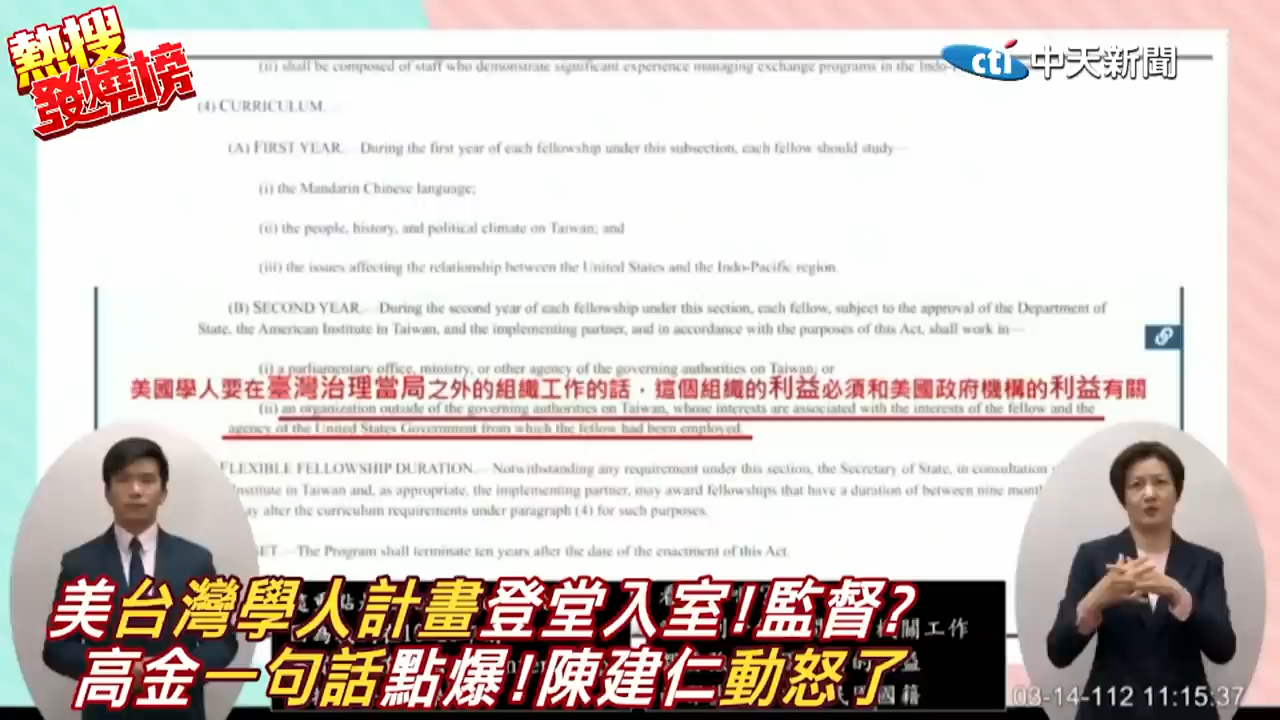 熱搜
發燒榜
cti 中天新聞
(ii) shall be composed of staff who demonstrate significant experience managing exchange programs in the Indo-
(4) CURRICULUM.—
(A) FIRST YEAR.—During the first year of each fellowship under this subsection, each fellow should study—
(i) the Mandarin Chinese language;
(ii) the people, history, and political climate on Taiwan; and
(iii) the issues affecting the relationship between the United States and the Indo-Pacific region.
(B) SECOND YEAR.—During the second year of each fellowship under this section, each fellow, subject to the approval of the Department of
State, the American Institute in Taiwan, and the implementing partner, and in accordance with the purposes of this Act, shall work in—
(i) a parliamentary office, ministry, or other agency of the governing authorities on Taiwan; or
美國學人要在臺灣治理當局之外的組織工作的話，這個組織的利益必須和美國政府機構的利益有關
(ii) an organization outside of the governing authorities on Taiwan, whose interests are associated with the interests of the fellow and the
agency of the United States Government from which the fellow had been employed.
FLEXIBLE FELLOWSHIP DURATION.—Notwithstanding any requirement under this section, the Secretary of State, in consultation
Institute in Taiwan and, as appropriate, the implementing partner, may award fellowships that have a duration of between nine
alter the curriculum requirements under paragraph (4) for such purposes.
SET.—The Program shall terminate ten years after the date of the enactment of this Act.
美台灣學人計畫登堂入室!監督?
關工作
高金一句話點爆!陳建仁動怒了
國籍
03-14-112 11:15:37